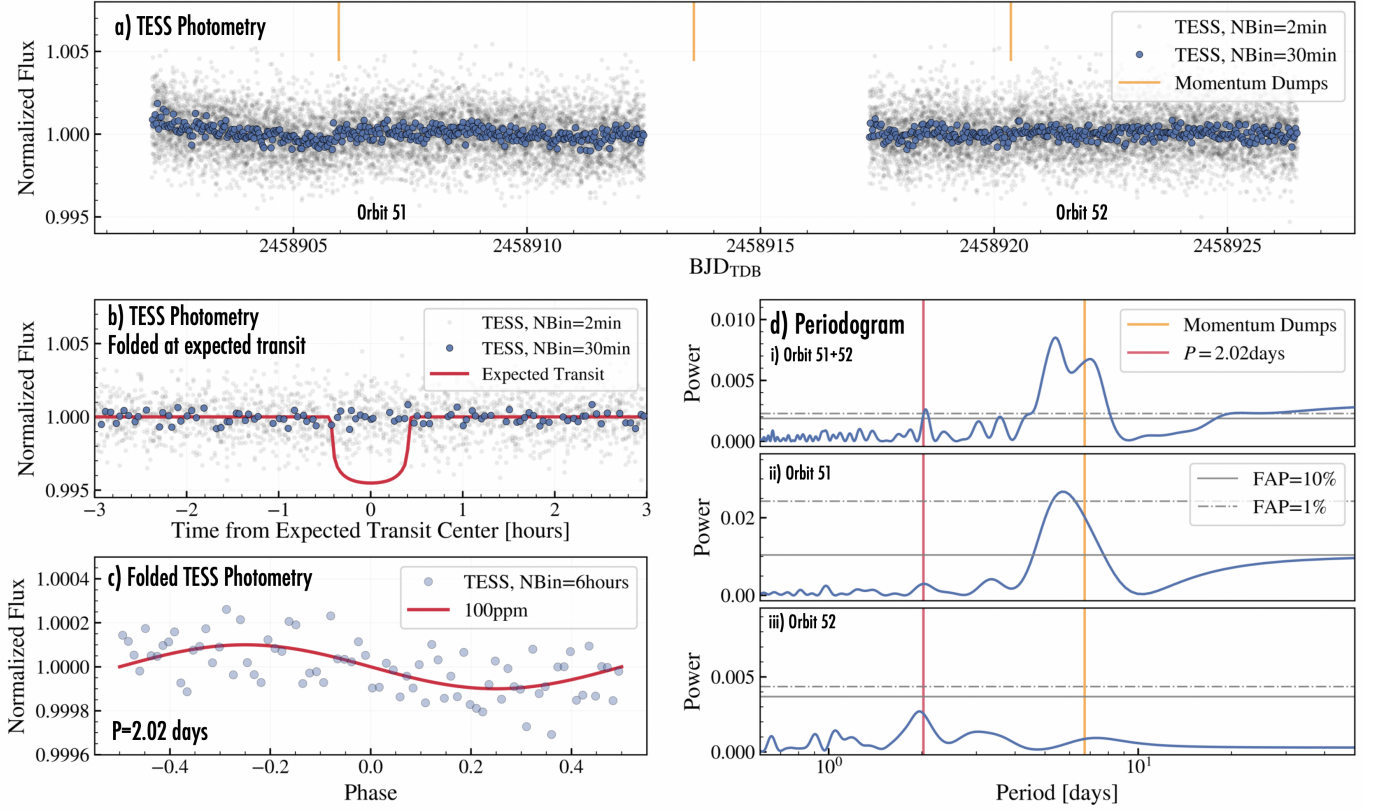 a) TESS Photometry
TESS, NBin=2min
TESS, NBin=30min
Momentum Dumps
Normalized Flux
1.005
1.000
0.995
Orbit 51
Orbit 52
2458905
2458910
2458915
2458920
2458925
BJD_TDB
b) TESS Photometry
Folded at expected transit
TESS, NBin=2min
TESS, NBin=30min
Expected Transit
Normalized Flux
1.005
1.000
0.995
−3
−2
−1
0
1
2
3
Time from Expected Transit Center [hours]
c) Folded TESS Photometry
TESS, NBin=6hours
100ppm
Normalized Flux
1.0004
1.0002
1.0000
0.9998
0.9996
P=2.02 days
−0.4
−0.2
0.0
0.2
0.4
Phase
d) Periodogram
i) Orbit 51+52
Momentum Dumps
P = 2.02days
Power
0.010
0.005
0.000
ii) Orbit 51
FAP=10%
FAP=1%
Power
0.02
0.00
iii) Orbit 52
Power
0.005
0.000
10⁰
10¹
Period [days]